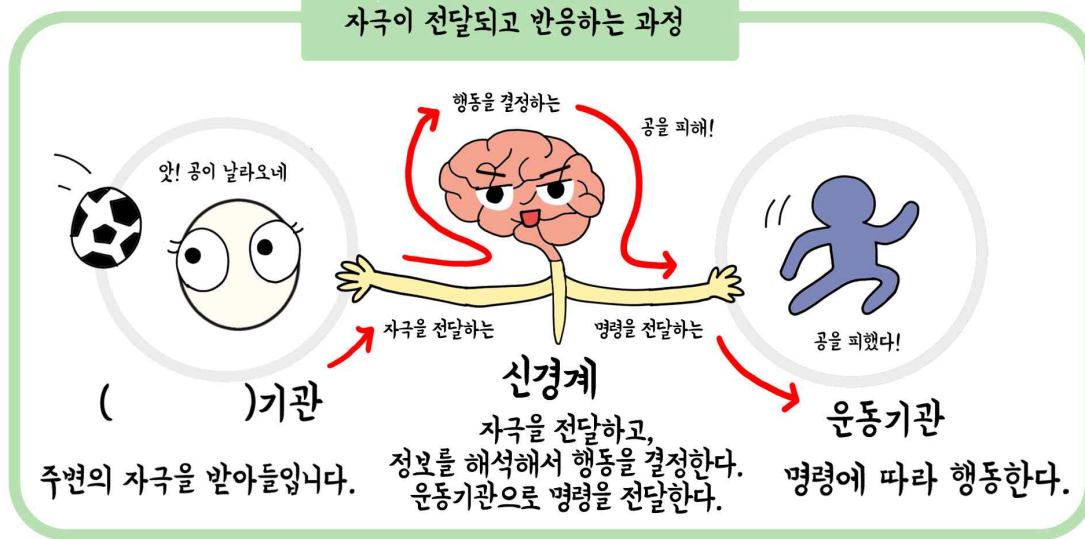 자극이 전달되고 반응하는 과정
행동을 결정하는
공을 피해!
앗! 공이 날라오네
자극을 전달하는
명령을 전달하는
공을 피했다!
( )기관
신경계
운동기관
주변의 자극을 받아들입니다.
자극을 전달하고,
정보를 해석해서 행동을 결정한다.
운동기관으로 명령을 전달한다.
명령에 따라 행동한다.